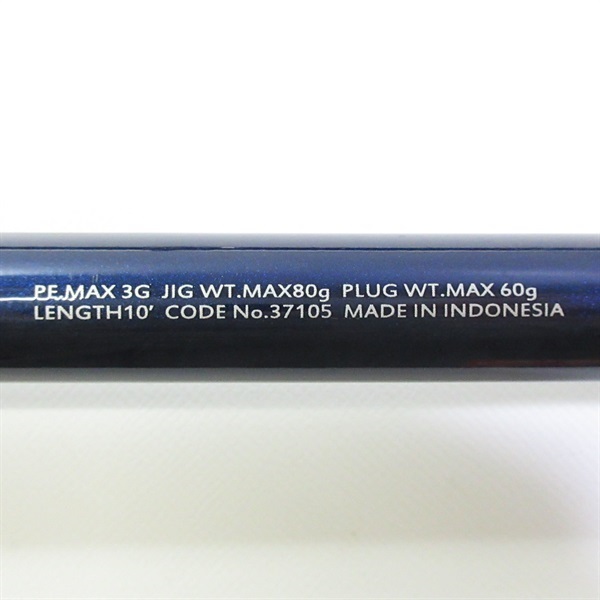 PE.MAX 3G JIG WT.MAX80g PLUG WT.MAX 60g
LENGTH10' CODE No.37105 MADE IN INDONESIA